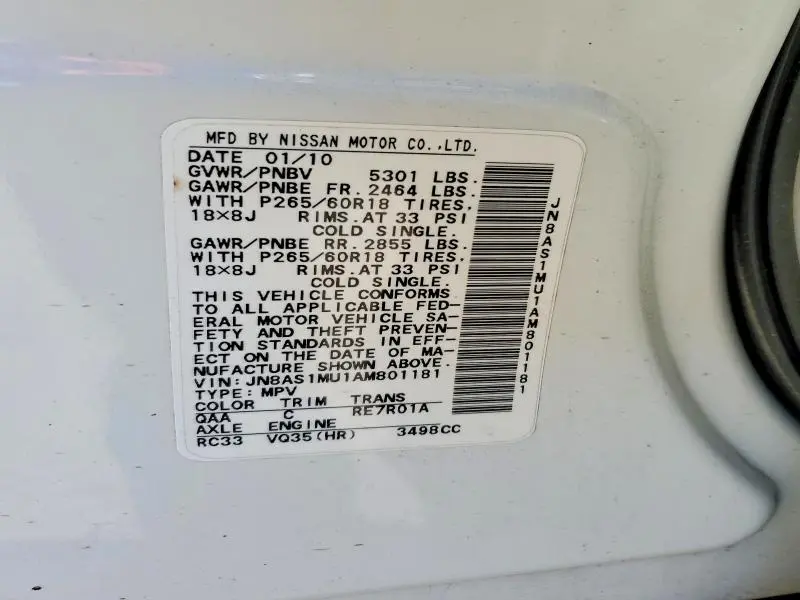 MFD BY NISSAN MOTOR CO.,LTD.
DATE 01/10
GVWR/PNBV 5301 LBS.
GAWR/PNBE FR. 2464 LBS.
WITH P265/60R18 TIRES,
18×8J RIMS.AT 33 PSI
COLD SINGLE.
GAWR/PNBE RR. 2855 LBS.
WITH P265/60R18 TIRES,
18×8J RIMS.AT 33 PSI
COLD SINGLE.
THIS VEHICLE CONFORMS
TO ALL APPLICABLE FED-
ERAL MOTOR VEHICLE SA-
FETY AND THEFT PREVEN-
TION STANDARDS IN EFF-
ECT ON THE DATE OF MA-
NUFACTURE SHOWN ABOVE.
VIN:JN8AS1MU1AM801181
TYPE:MPV
COLOR TRIM TRANS
QAA C RE7R01A
AXLE ENGINE
RC33 VQ35(HR) 3498CC
JN8AS1MU1AM801181